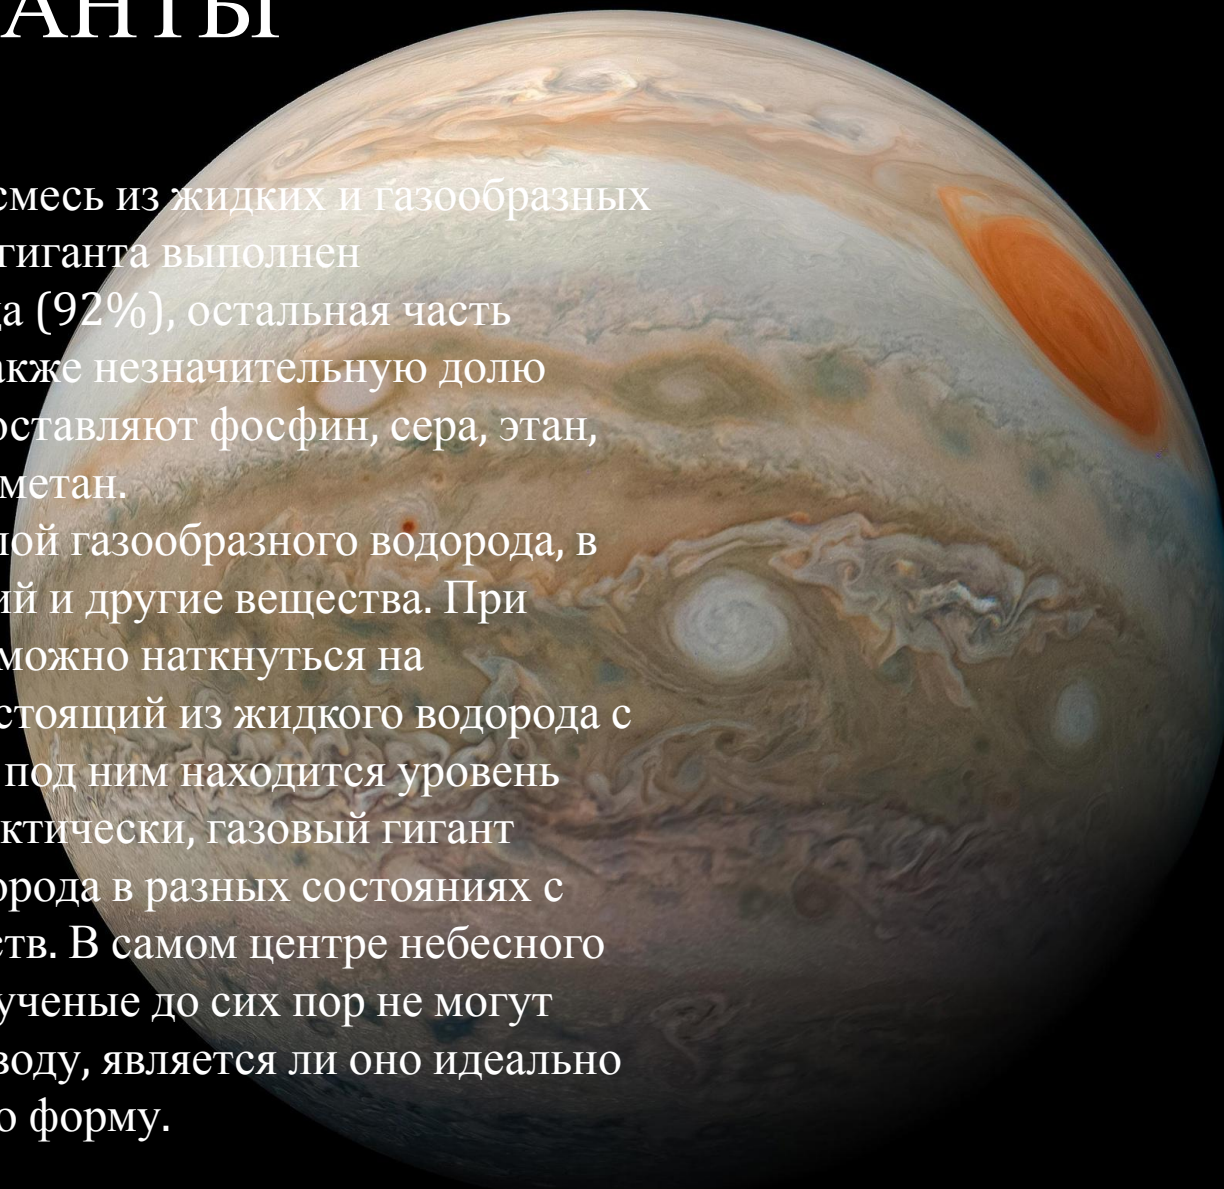 АНТЫ
смесь из жидких и газообразных
гиганта выполнен
да (92%), остальная часть
акже незначительную долю
оставляют фосфин, сера, этан,
метан.
лой газообразного водорода, в
ий и другие вещества. При
можно наткнуться на
стоящий из жидкого водорода с
под ним находится уровень
ктически, газовый гигант
орода в разных состояниях с
ств. В самом центре небесного
ученые до сих пор не могут
воду, является ли оно идеально
ю форму.